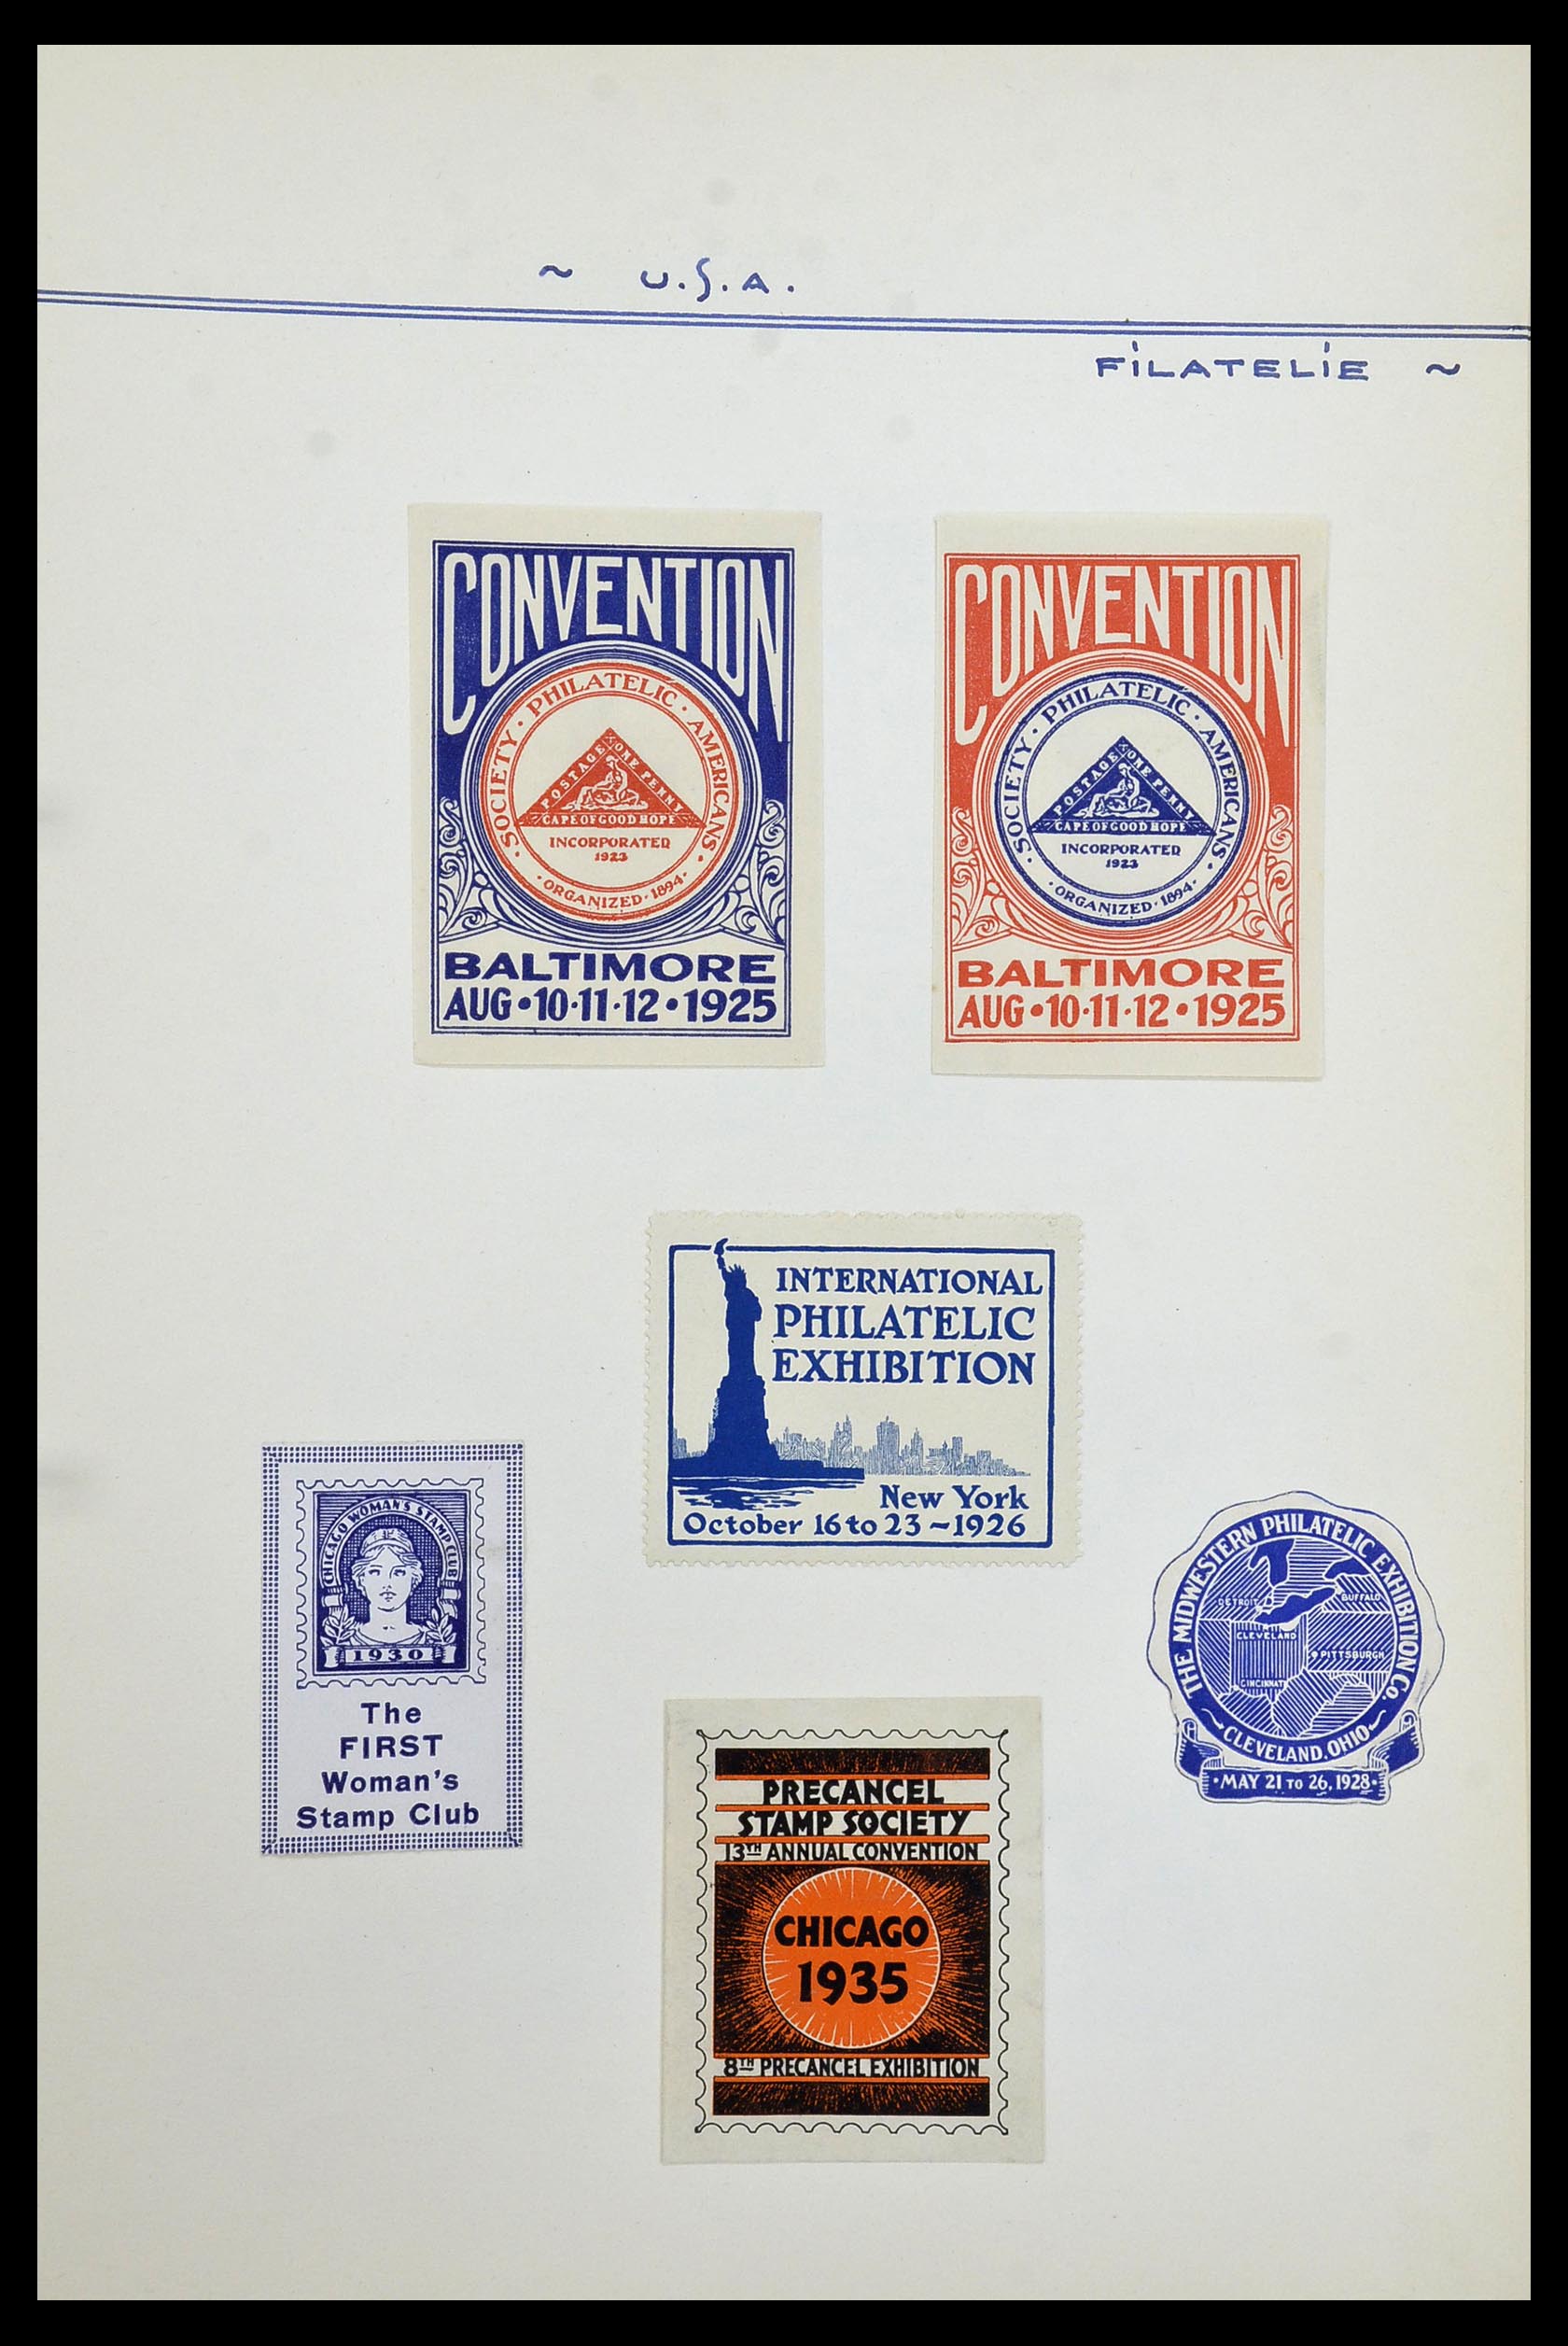 ~ U.S.A.
FILATELIE ~
CONVENTION
· SOCIETY · PHILATELIC · AMERICANS ·
POSTAGE ONE PENNY
CAPE OF GOOD HOPE
INCORPORATED
1923
· ORGANIZED · 1894 ·
BALTIMORE
AUG • 10 · 11 · 12 • 1925
CONVENTION
· SOCIETY · PHILATELIC · AMERICANS ·
POSTAGE ONE PENNY
CAPE OF GOOD HOPE
INCORPORATED
1923
· ORGANIZED · 1894 ·
BALTIMORE
AUG • 10 · 11 · 12 • 1925
INTERNATIONAL
PHILATELIC
EXHIBITION
New York
October 16 to 23 ~ 1926
CHICAGO WOMAN'S STAMP CLUB
1930
The
FIRST
Woman's
Stamp Club
THE MIDWESTERN PHILATELIC EXHIBITION Co.
DETROIT
BUFFALO
CLEVELAND
PITTSBURGH
CINCINNATI
~ CLEVELAND, OHIO ~
· MAY 21 TO 26, 1928 ·
PRECANCEL
STAMP SOCIETY
13TH ANNUAL CONVENTION
CHICAGO
1935
8TH PRECANCEL EXHIBITION